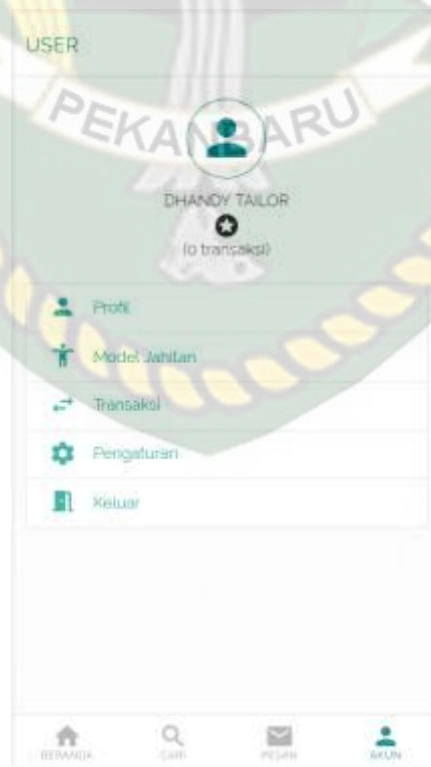 USER
PEKANBARU
DHANDY TAILOR
(0 transaksi)
Profil
Model Jahitan
Transaksi
Pengaturan
Keluar
BERANDA
CARI
PESAN
AKUN